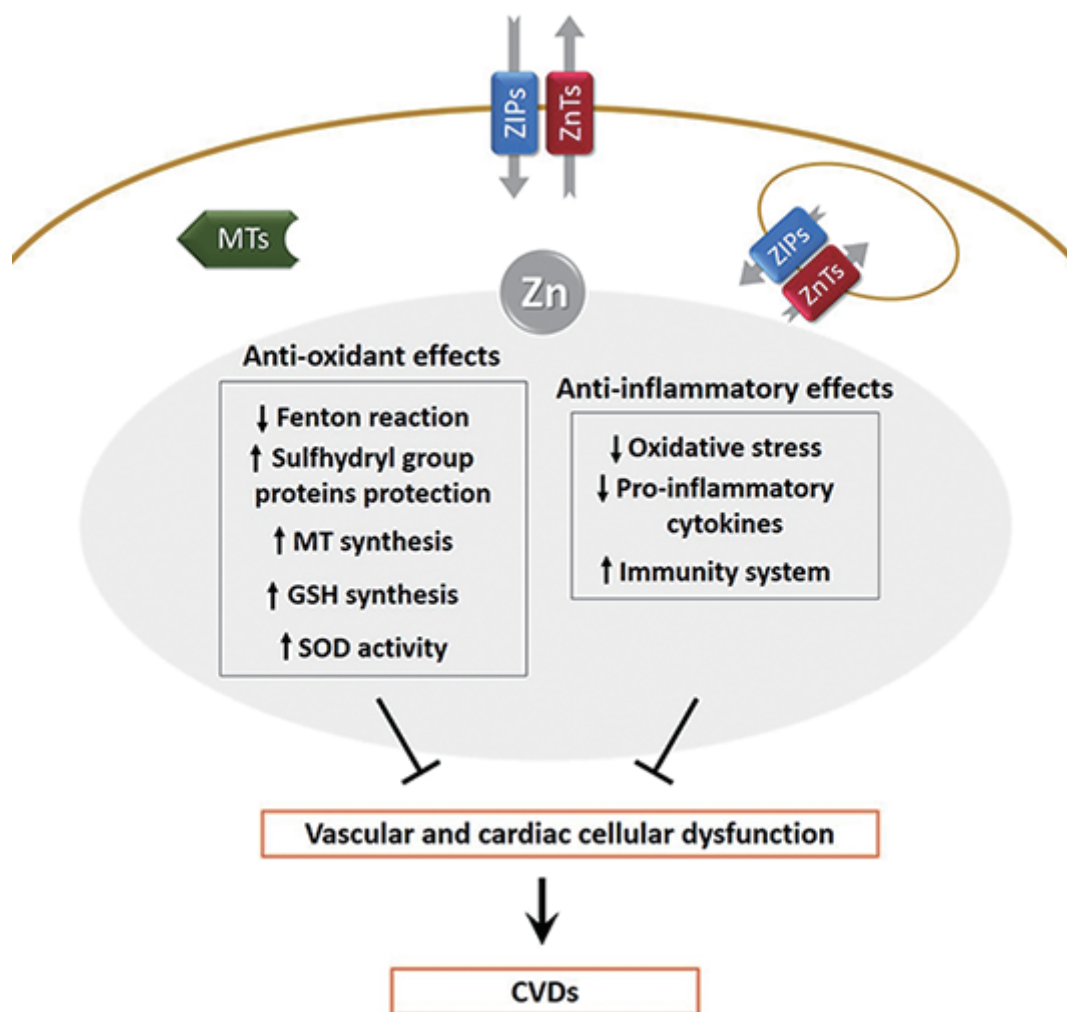 ZIPs
ZnTs
MTs
ZIPs
ZnTs
Zn
Anti-oxidant effects
↓ Fenton reaction
↑ Sulfhydryl group
proteins protection
↑ MT synthesis
↑ GSH synthesis
↑ SOD activity
Anti-inflammatory effects
↓ Oxidative stress
↓ Pro-inflammatory
cytokines
↑ Immunity system
Vascular and cardiac cellular dysfunction
CVDs